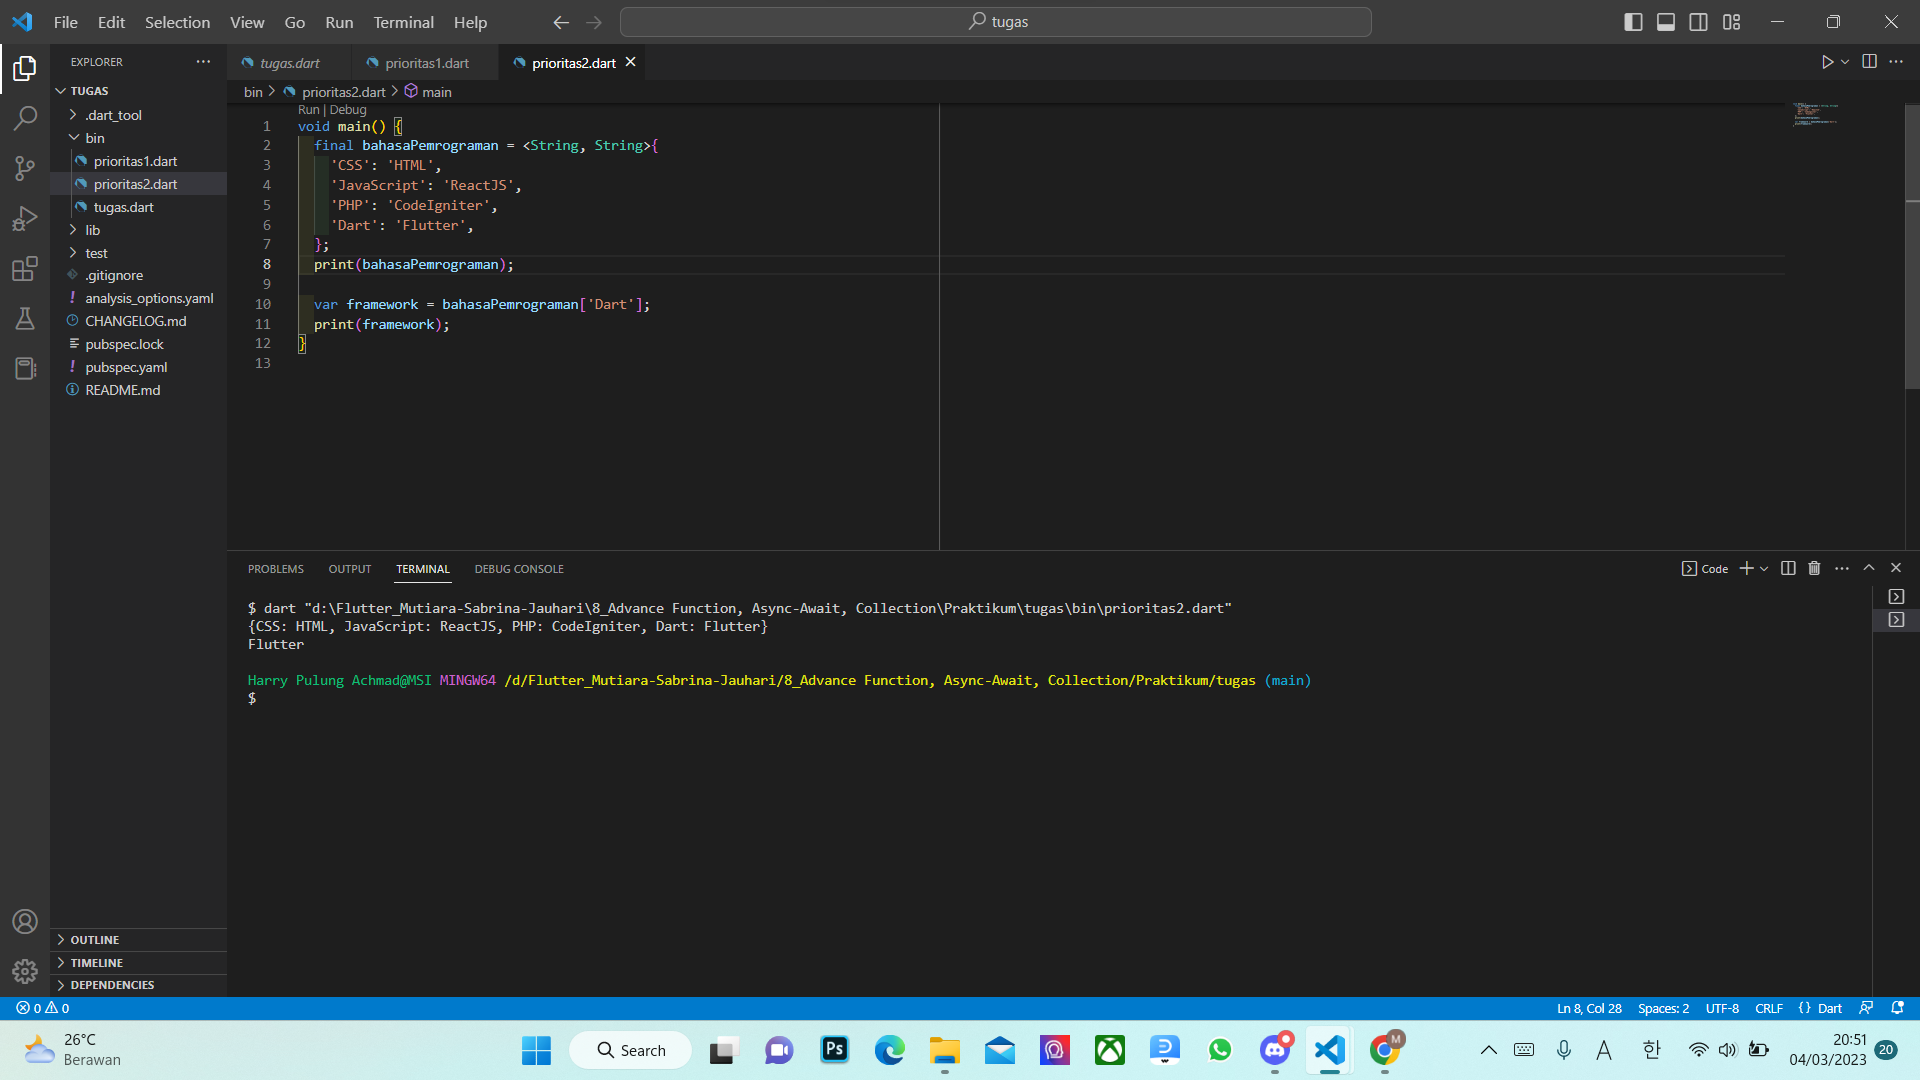 File Edit Selection View Go Run Terminal Help
tugas
EXPLORER
TUGAS
.dart_tool
bin
prioritas1.dart
prioritas2.dart
tugas.dart
lib
test
.gitignore
analysis_options.yaml
CHANGELOG.md
pubspec.lock
pubspec.yaml
README.md
OUTLINE
TIMELINE
DEPENDENCIES
tugas.dart prioritas1.dart prioritas2.dart
bin > prioritas2.dart > main
Run | Debug
1 void main() {
2 final bahasaPemrograman = <String, String>{
3 'CSS': 'HTML',
4 'JavaScript': 'ReactJS',
5 'PHP': 'CodeIgniter',
6 'Dart': 'Flutter',
7 };
8 print(bahasaPemrograman);
9
10 var framework = bahasaPemrograman['Dart'];
11 print(framework);
12 }
13
PROBLEMS OUTPUT TERMINAL DEBUG CONSOLE
Code
$ dart "d:\Flutter_Mutiara-Sabrina-Jauhari\8_Advance Function, Async-Await, Collection\Praktikum\tugas\bin\prioritas2.dart"
{CSS: HTML, JavaScript: ReactJS, PHP: CodeIgniter, Dart: Flutter}
Flutter
Harry Pulung Achmad@MSI MINGW64 /d/Flutter_Mutiara-Sabrina-Jauhari/8_Advance Function, Async-Await, Collection/Praktikum/tugas (main)
$
0 0
Ln 8, Col 28 Spaces: 2 UTF-8 CRLF {} Dart
26°C
Berawan
Search
Ps
M
A
한
20:51
04/03/2023
20